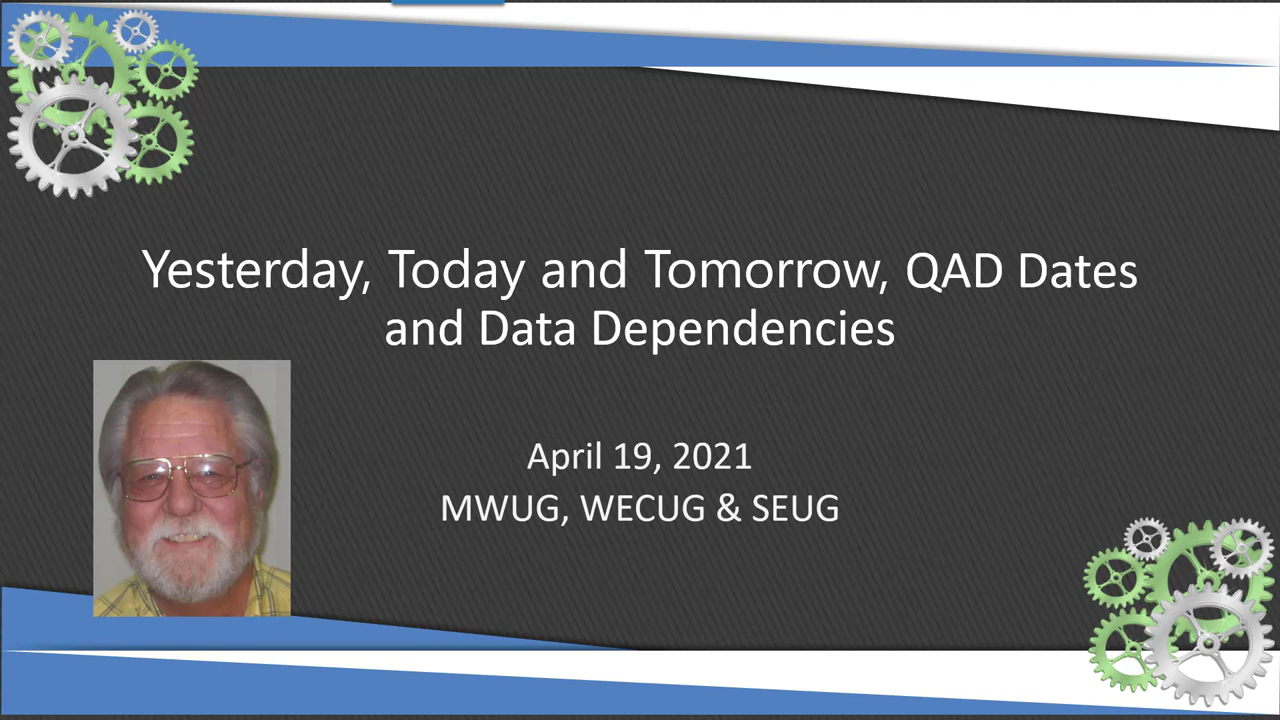 Yesterday, Today and Tomorrow, QAD Dates
and Data Dependencies
April 19, 2021
MWUG, WECUG & SEUG